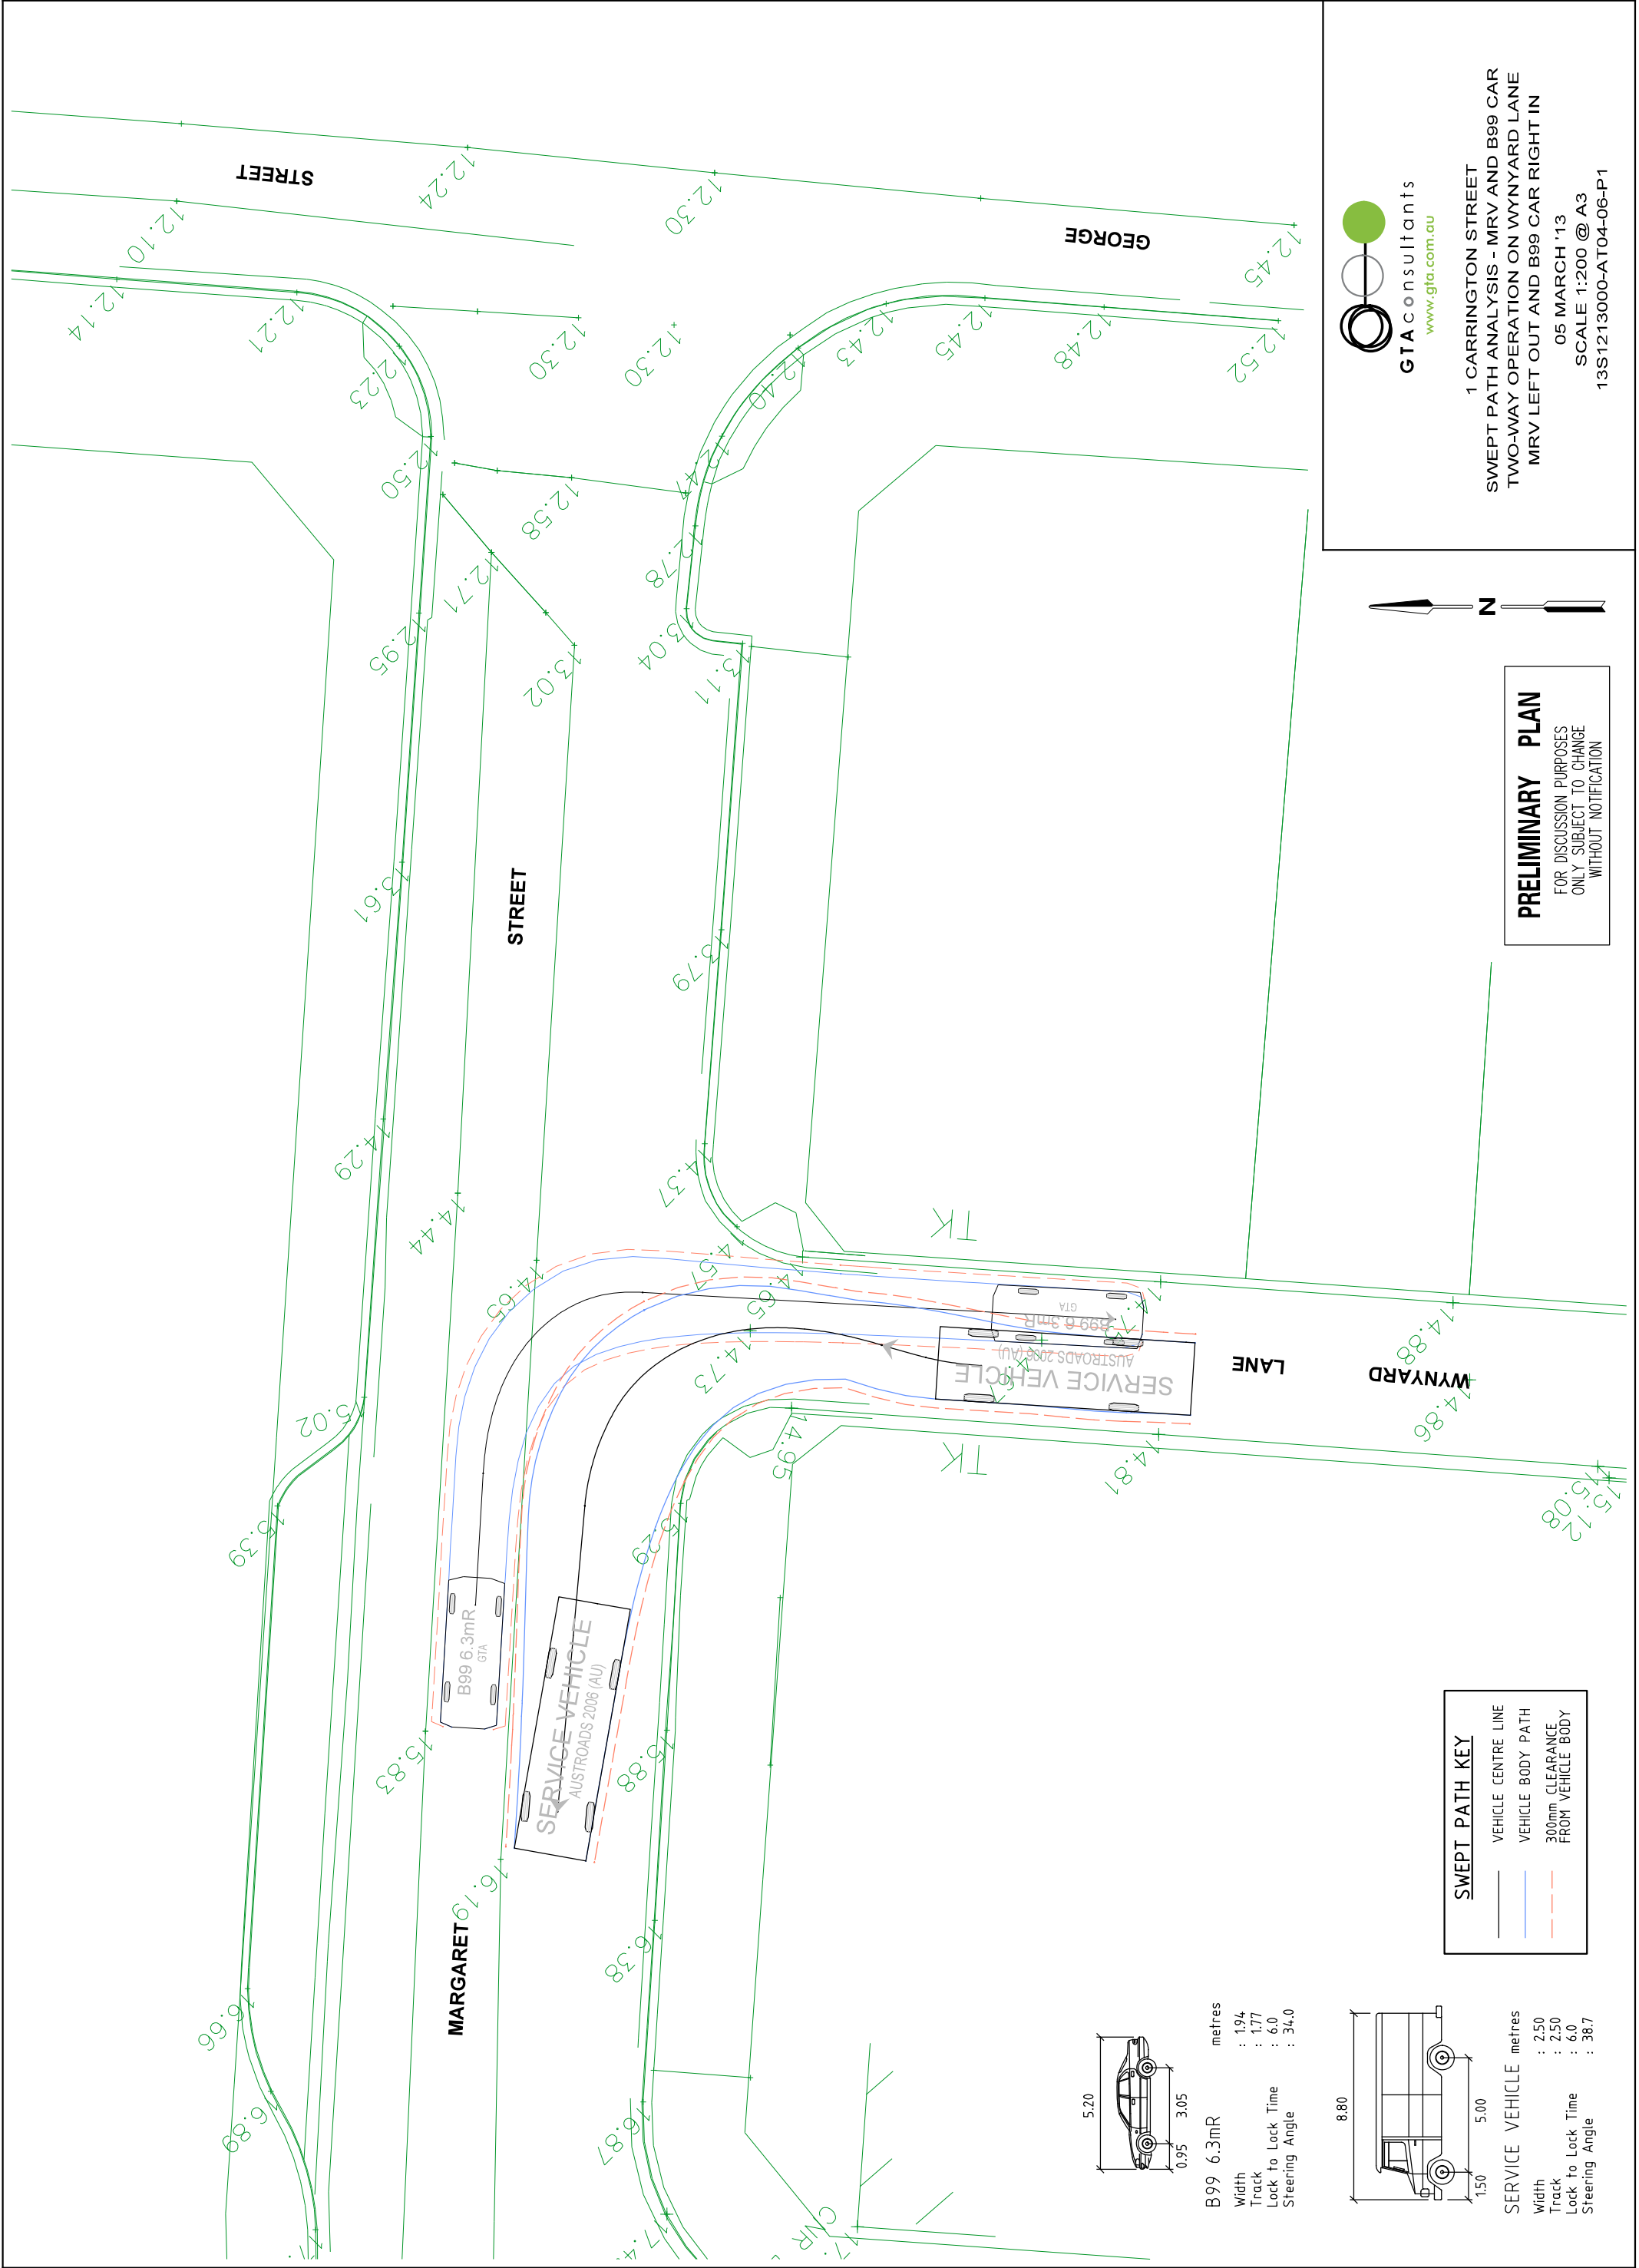 STREET
GEORGE
STREET
MARGARET
LANE
WYNYARD
12.10
12.14
12.21
12.23
12.24
12.30
12.30
12.30
12.45
12.40
12.43
12.45
12.48
12.52
12.50
12.58
12.47
12.71
12.78
12.95
13.02
13.04
13.11
13.61
13.79
14.29
14.37
14.44
14.57
14.65
14.65
14.73
14.88
14.86
14.81
14.95
15.02
15.08
15.12
15.29
15.39
15.83
15.88
16.19
16.38
16.66
16.89
16.87
TK
TK
CNR
B99 6.3mR
GTA
SERVICE VEHICLE
AUSTROADS 2006 (AU)
B99 6.3mR
GTA
SERVICE VEHICLE
AUSTROADS 2006 (AU)
5.20
0.95
3.05
B99 6.3mR metres
Width : 1.94
Track : 1.77
Lock to Lock Time : 6.0
Steering Angle : 34.0
8.80
1.50
5.00
SERVICE VEHICLE metres
Width : 2.50
Track : 2.50
Lock to Lock Time : 6.0
Steering Angle : 38.7
SWEPT PATH KEY
VEHICLE CENTRE LINE
VEHICLE BODY PATH
300mm CLEARANCE
FROM VEHICLE BODY
PRELIMINARY PLAN
FOR DISCUSSION PURPOSES
ONLY SUBJECT TO CHANGE
WITHOUT NOTIFICATION
N
GTAconsultants
www.gta.com.au
1 CARRINGTON STREET
SWEPT PATH ANALYSIS - MRV AND B99 CAR
TWO-WAY OPERATION ON WYNYARD LANE
MRV LEFT OUT AND B99 CAR RIGHT IN
05 MARCH '13
SCALE 1:200 @ A3
13S1213000-AT04-06-P1